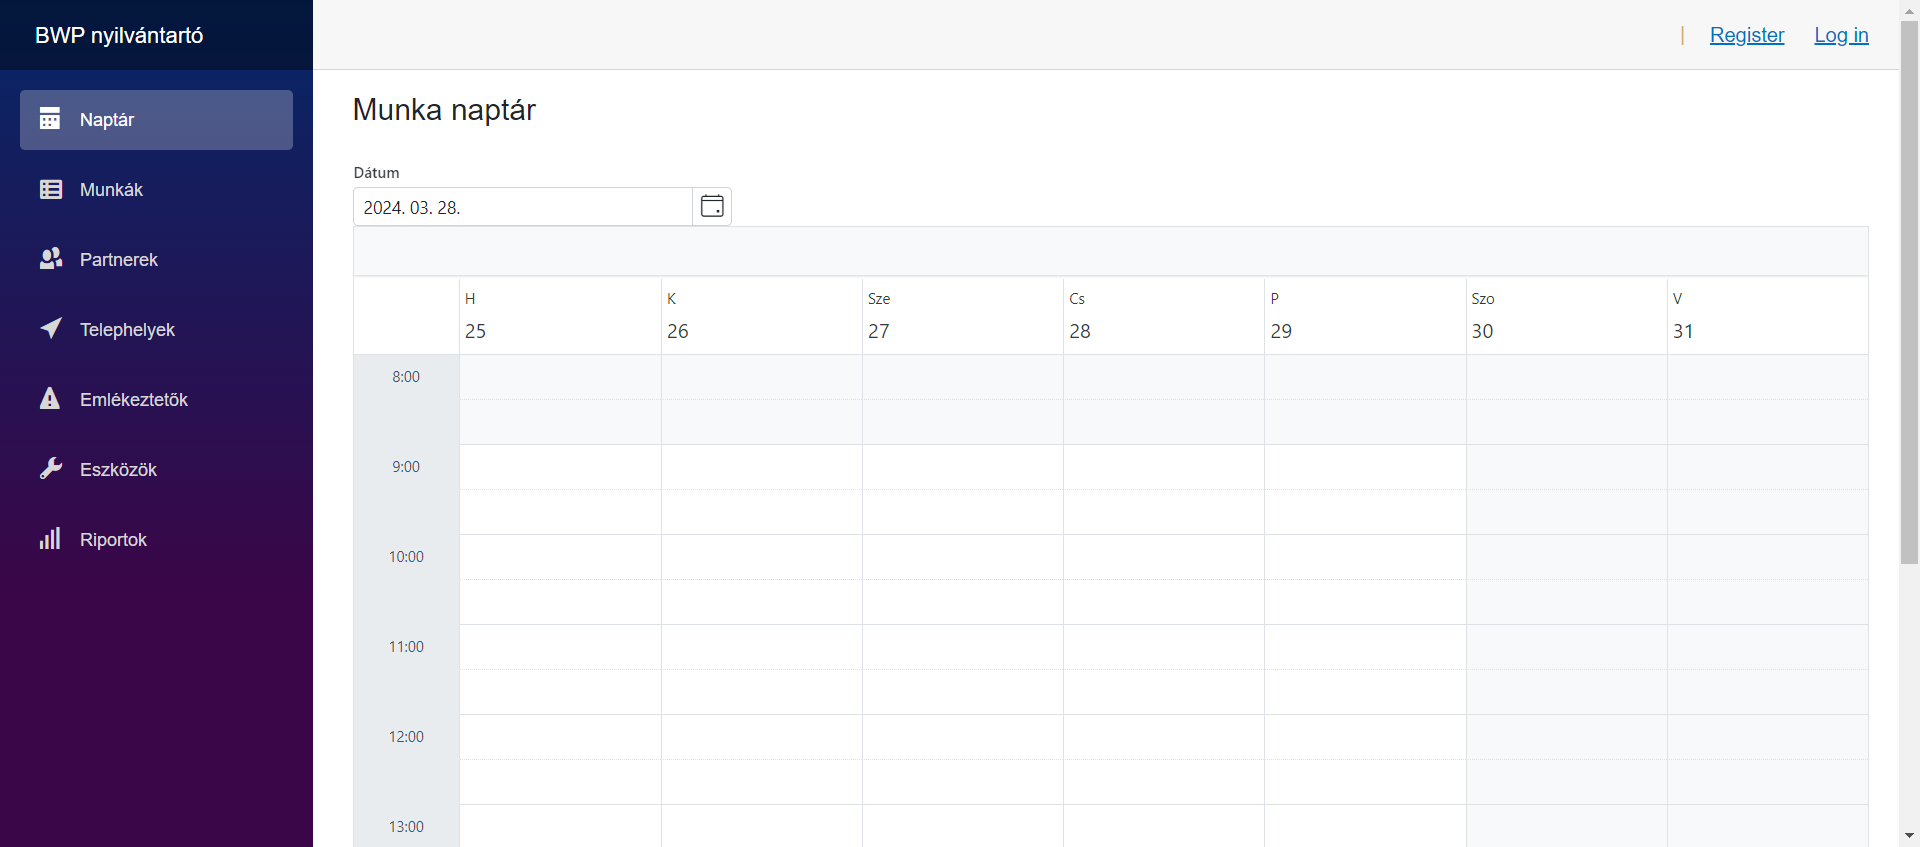 BWP nyilvántartó
Register
Log in
Naptár
Munkák
Partnerek
Telephelyek
Emlékeztetők
Eszközök
Riportok
Munka naptár
Dátum
2024. 03. 28.
H K Sze Cs P Szo V
25 26 27 28 29 30 31
8:00
9:00
10:00
11:00
12:00
13:00